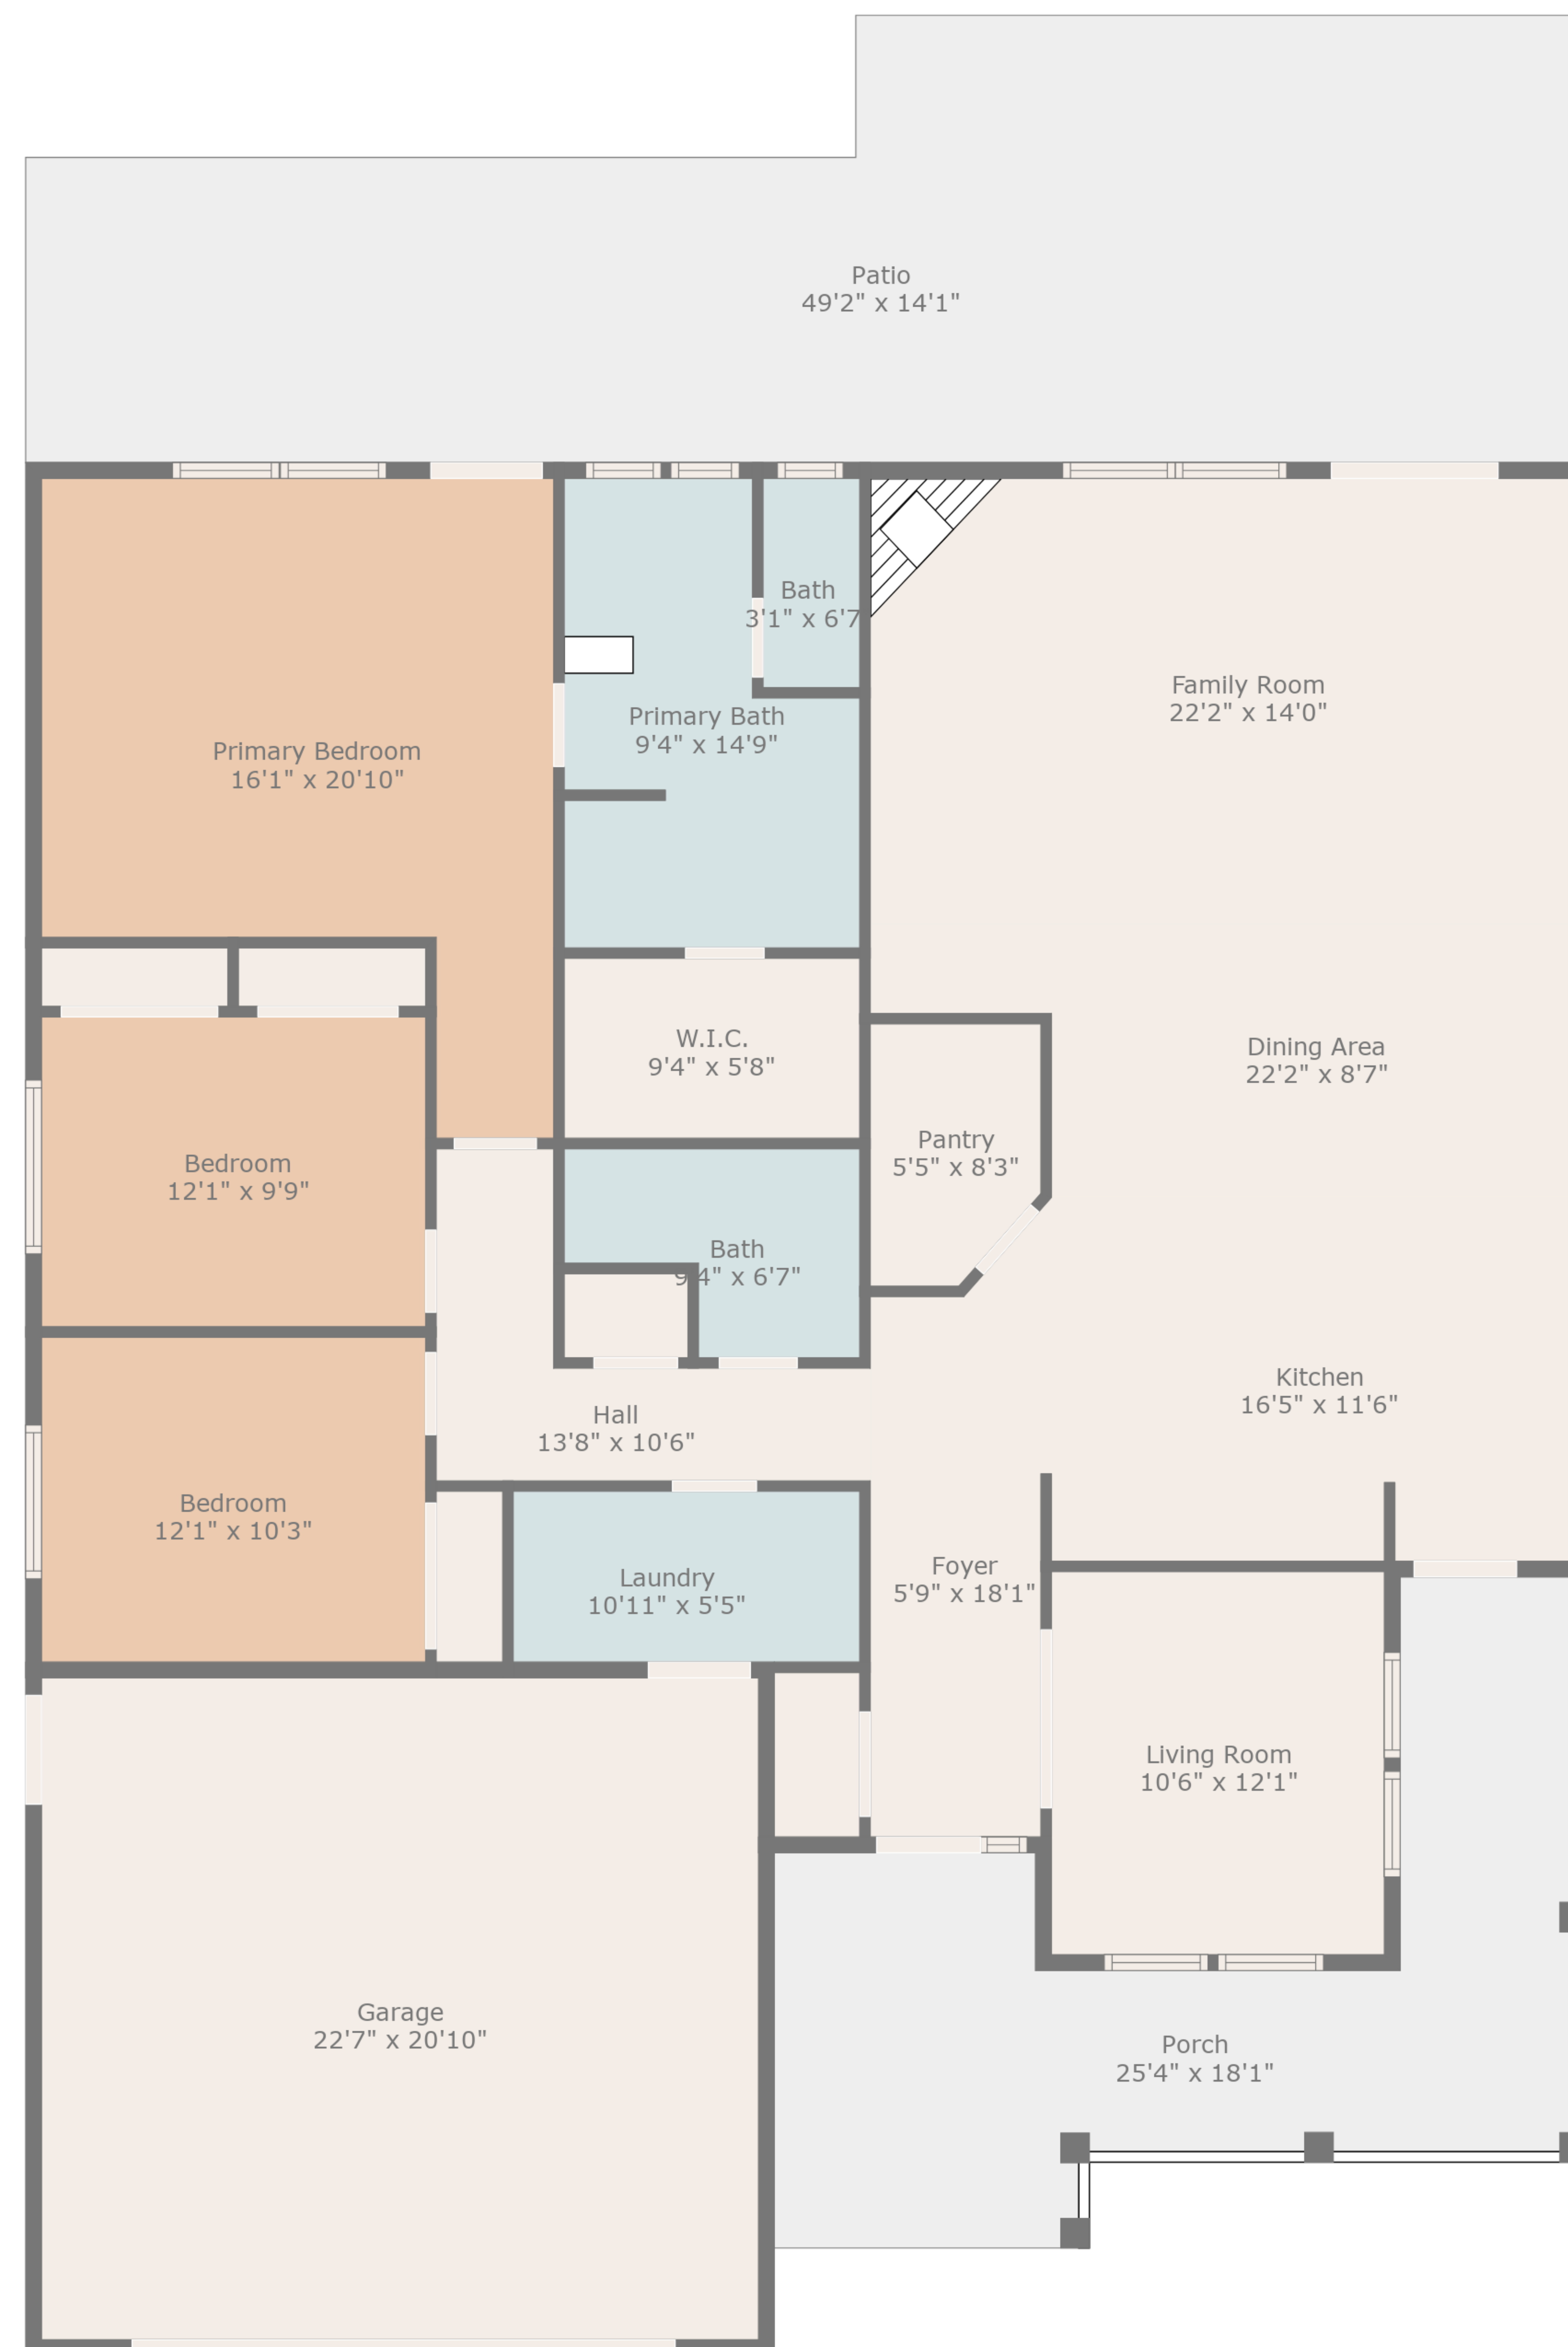 Patio
49'2" x 14'1"
Bath
3'1" x 6'7
Family Room
22'2" x 14'0"
Primary Bath
9'4" x 14'9"
Primary Bedroom
16'1" x 20'10"
W.I.C.
9'4" x 5'8"
Dining Area
22'2" x 8'7"
Pantry
5'5" x 8'3"
Bedroom
12'1" x 9'9"
Bath
9'4" x 6'7"
Kitchen
16'5" x 11'6"
Hall
13'8" x 10'6"
Bedroom
12'1" x 10'3"
Foyer
5'9" x 18'1"
Laundry
10'11" x 5'5"
Living Room
10'6" x 12'1"
Garage
22'7" x 20'10"
Porch
25'4" x 18'1"